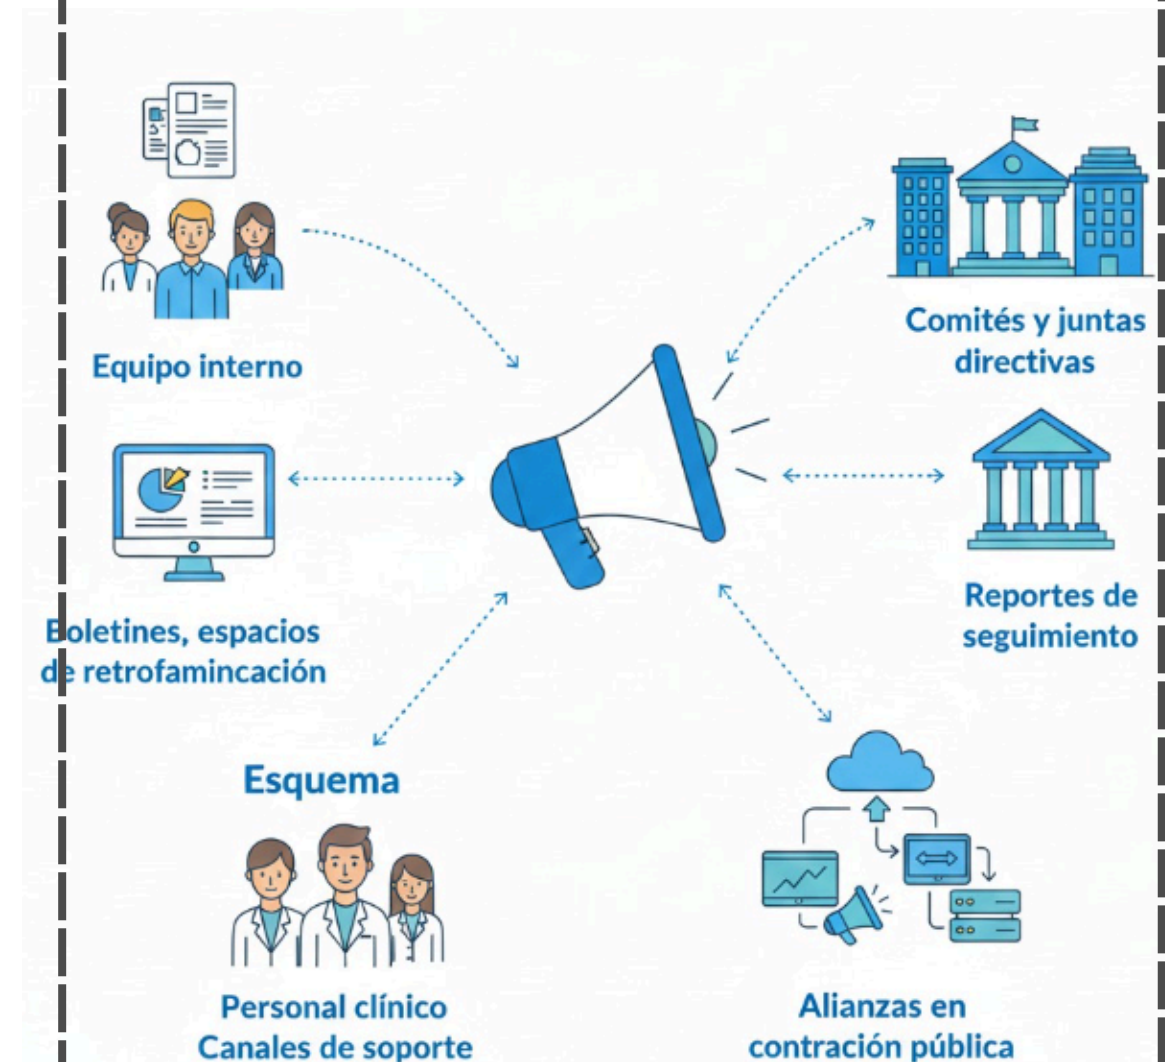 Equipo interno
Comités y juntas
directivas
Boletines, espacios
de retrofamincación
Reportes de
seguimiento
Esquema
Personal clínico
Canales de soporte
Alianzas en
contración pública